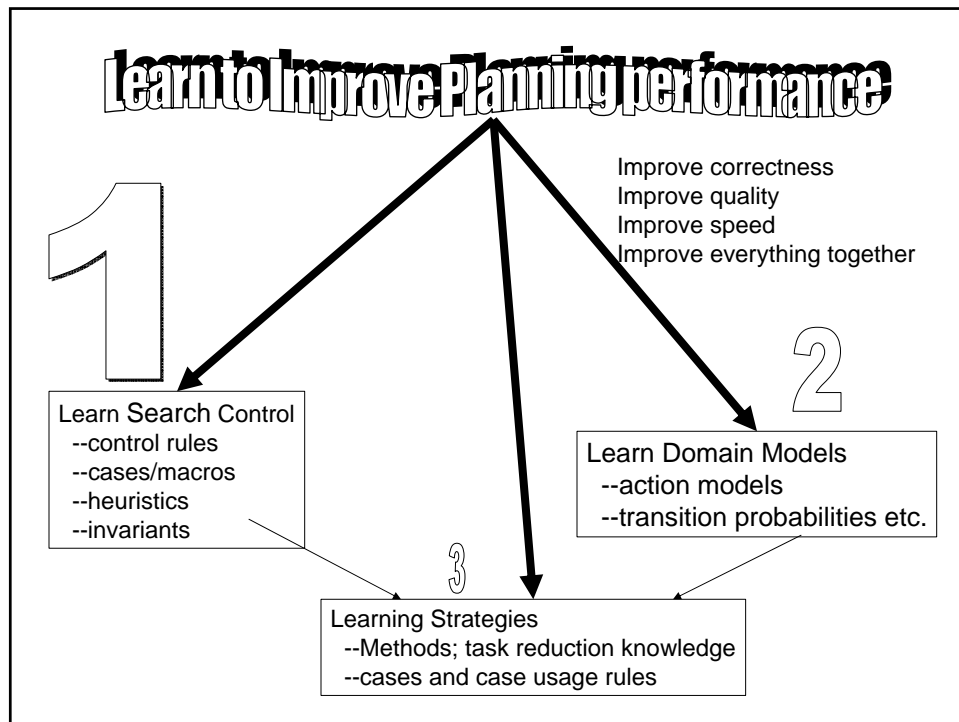 Learn to Improve Planning performance
Improve correctness
Improve quality
Improve speed
Improve everything together
1
Learn Search Control
--control rules
--cases/macros
--heuristics
--invariants
2
Learn Domain Models
--action models
--transition probabilities etc.
3
Learning Strategies
--Methods; task reduction knowledge
--cases and case usage rules